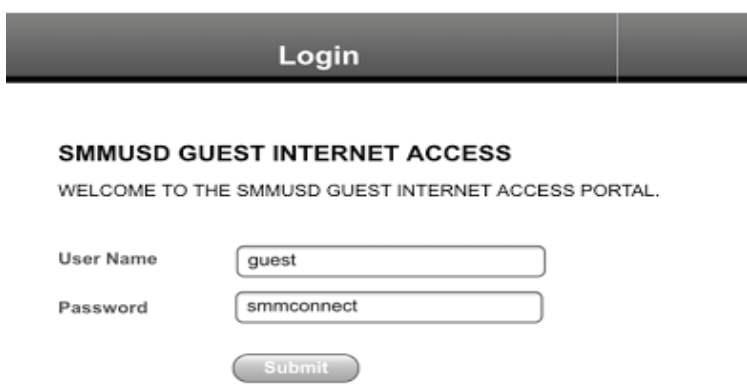 Login
SMMUSD GUEST INTERNET ACCESS
WELCOME TO THE SMMUSD GUEST INTERNET ACCESS PORTAL.
User Name guest
Password smmconnect
Submit